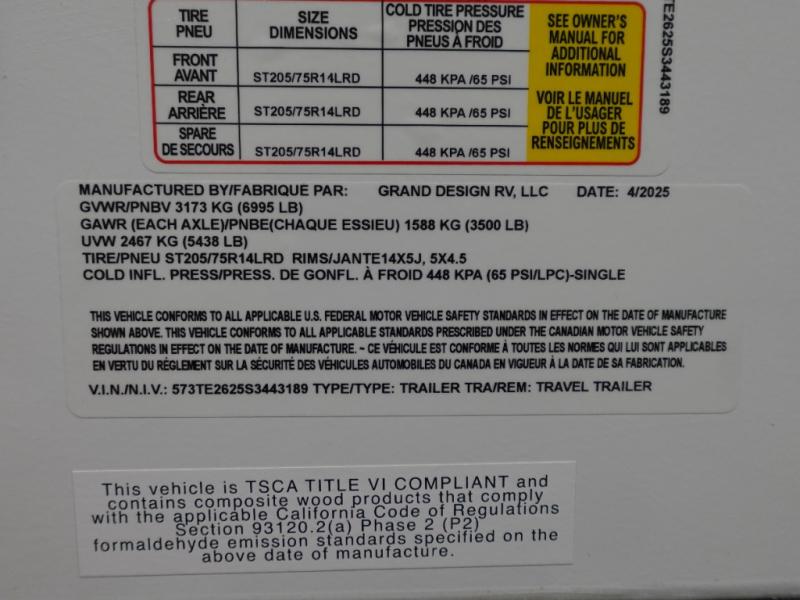 TIRE SIZE COLD TIRE PRESSURE
PNEU DIMENSIONS PRESSION DES
PNEUS À FROID
FRONT
AVANT ST205/75R14LRD 448 KPA /65 PSI
REAR
ARRIÈRE ST205/75R14LRD 448 KPA /65 PSI
SPARE
DE SECOURS ST205/75R14LRD 448 KPA /65 PSI
SEE OWNER'S
MANUAL FOR
ADDITIONAL
INFORMATION
VOIR LE MANUEL
DE L'USAGER
POUR PLUS DE
RENSEIGNEMENTS
TE2625S3443189
MANUFACTURED BY/FABRIQUE PAR: GRAND DESIGN RV, LLC DATE: 4/2025
GVWR/PNBV 3173 KG (6995 LB)
GAWR (EACH AXLE)/PNBE(CHAQUE ESSIEU) 1588 KG (3500 LB)
UVW 2467 KG (5438 LB)
TIRE/PNEU ST205/75R14LRD RIMS/JANTE14X5J, 5X4.5
COLD INFL. PRESS/PRESS. DE GONFL. À FROID 448 KPA (65 PSI/LPC)-SINGLE
THIS VEHICLE CONFORMS TO ALL APPLICABLE U.S. FEDERAL MOTOR VEHICLE SAFETY STANDARDS IN EFFECT ON THE DATE OF MANUFACTURE
SHOWN ABOVE. THIS VEHICLE CONFORMS TO ALL APPLICABLE STANDARDS PRESCRIBED UNDER THE CANADIAN MOTOR VEHICLE SAFETY
REGULATIONS IN EFFECT ON THE DATE OF MANUFACTURE. ~ CE VÉHICULE EST CONFORME À TOUTES LES NORMES QUI LUI SONT APPLICABLES
EN VERTU DU RÉGLEMENT SUR LA SÉCURITÉ DES VÉHICULES AUTOMOBILES DU CANADA EN VIGUEUR À LA DATE DE SA FABRICATION.
V.I.N./N.I.V.: 573TE2625S3443189 TYPE/TYPE: TRAILER TRA/REM: TRAVEL TRAILER
This vehicle is TSCA TITLE VI COMPLIANT and
contains composite wood products that comply
with the applicable California Code of Regulations
Section 93120.2(a) Phase 2 (P2)
formaldehyde emission standards specified on the
above date of manufacture.